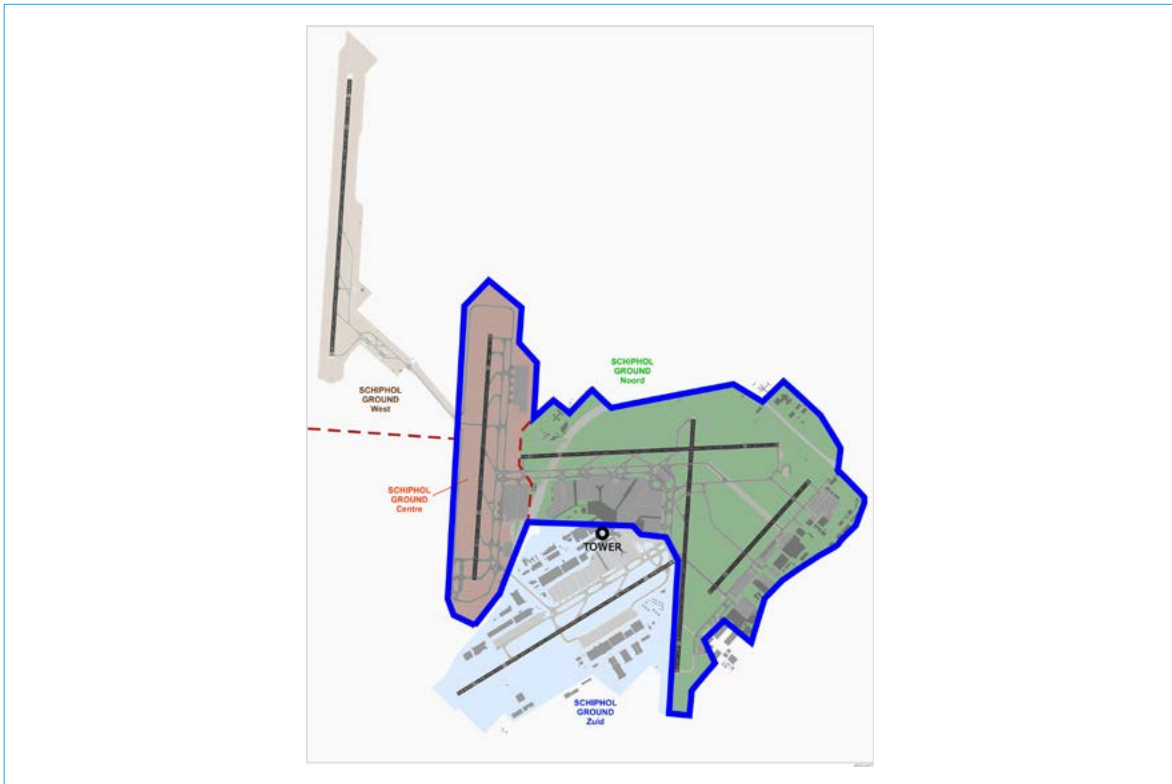 SCHIPHOL
GROUND
Noord
SCHIPHOL
GROUND
West
SCHIPHOL
GROUND
Centre
TOWER
SCHIPHOL
GROUND
Zuid